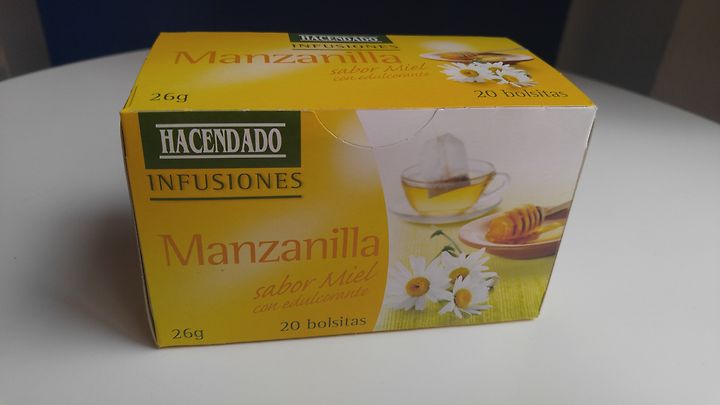 HACENDADO
INFUSIONES
Manzanilla
sabor Miel
con edulcorante
26g
20 bolsitas
HACENDADO
INFUSIONES
Manzanilla
sabor Miel
con edulcorante
26g
20 bolsitas